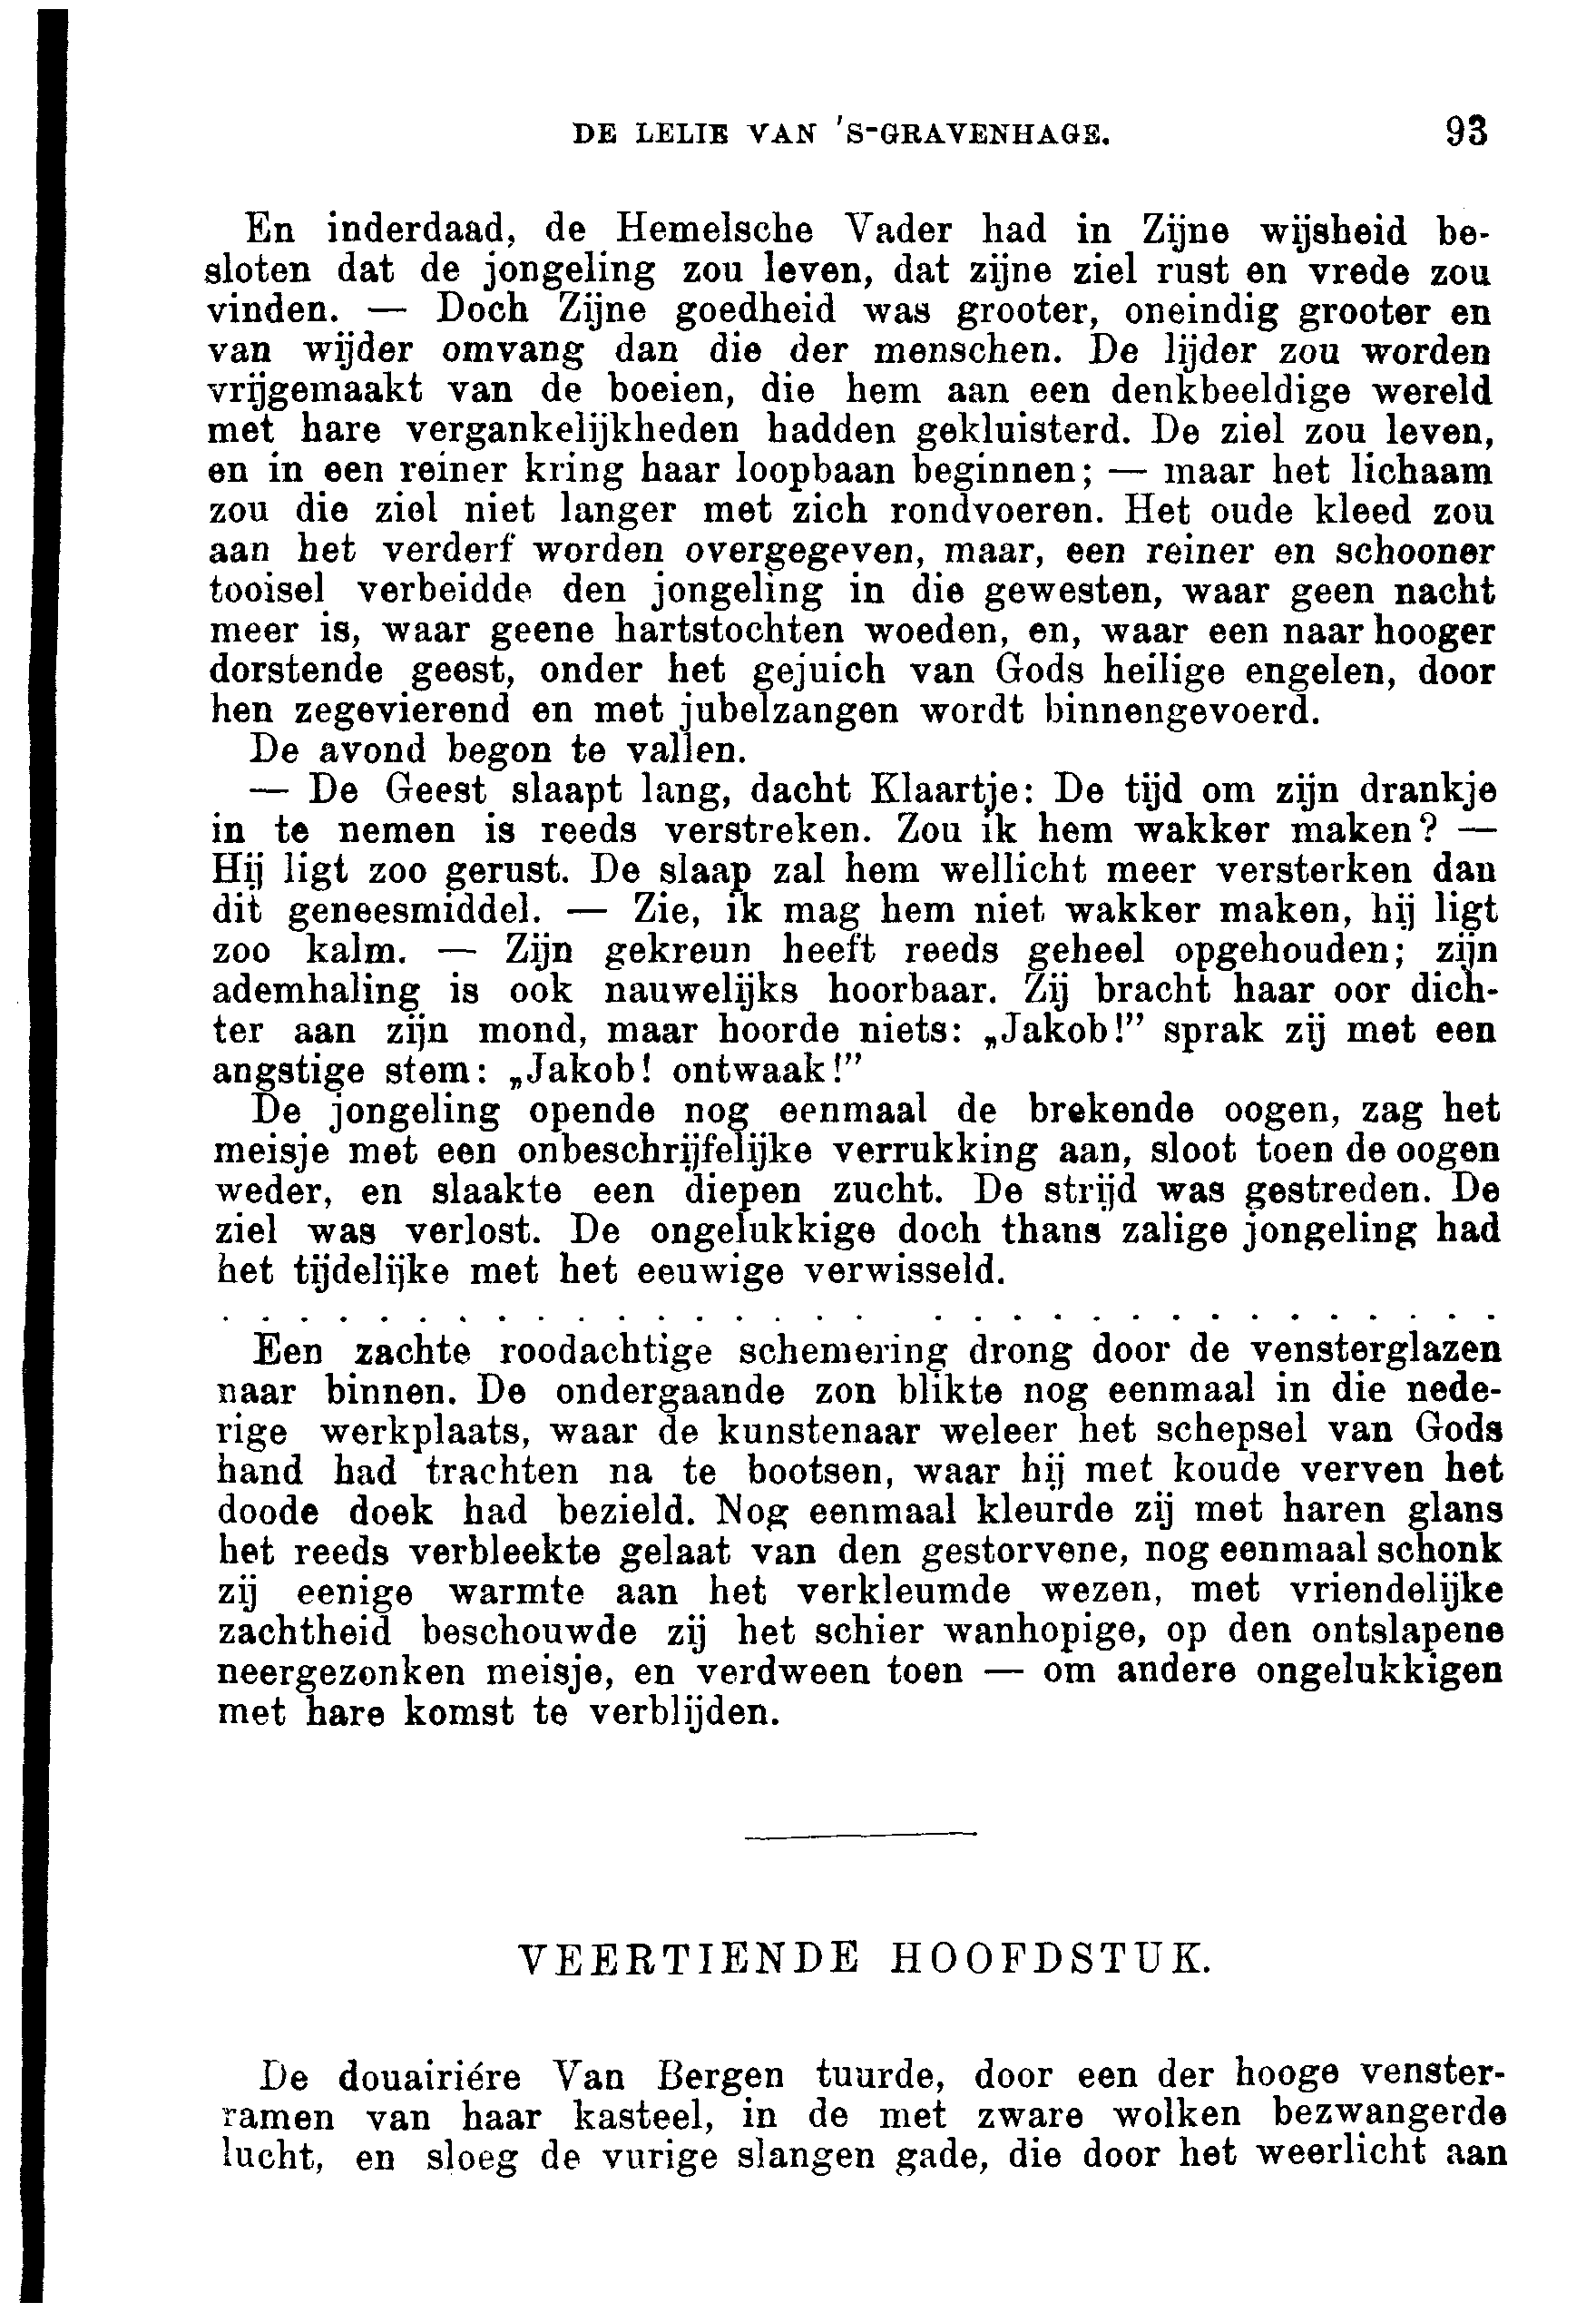 DE LELIE VAN 'S-GRAVENHAGE. 93
En inderdaad, de Hemelsche Vader had in Zijne wijsheid be-
sloten dat de jongeling zou leven, dat zijne ziel rust en vrede zou
vinden. — Doch Zijne goedheid was grooter, oneindig grooter en
van wijder omvang dan die der menschen. De lijder zou worden
vrijgemaakt van de boeien, die hem aan een denkbeeldige wereld
met hare vergankelijkheden hadden gekluisterd. De ziel zou leven,
en in een reiner kring haar loopbaan beginnen; — maar het lichaam
zou die ziel niet langer met zich rondvoeren. Het oude kleed zou
aan het verderf worden overgegeven, maar, een reiner en schooner
tooisel verbeidde den jongeling in die gewesten, waar geen nacht
meer is, waar geene hartstochten woeden, en, waar een naar hooger
dorstende geest, onder het gejuich van Gods heilige engelen, door
hen zegevierend en met jubelzangen wordt binnengevoerd.
De avond begon te vallen.
— De Geest slaapt lang, dacht Klaartje: De tijd om zijn drankje
in te nemen is reeds verstreken. Zou ik hem wakker maken? —
Hij ligt zoo gerust. De slaap zal hem wellicht meer versterken dan
dit geneesmiddel. — Zie, ik mag hem niet wakker maken, hij ligt
zoo kalm. — Zijn gekreun heeft reeds geheel opgehouden; zijn
ademhaling is ook nauwelijks hoorbaar. Zij bracht haar oor dich-
ter aan zijn mond, maar hoorde niets: „Jakob!” sprak zij met een
angstige stem: „Jakob! ontwaak!”
De jongeling opende nog eenmaal de brekende oogen, zag het
meisje met een onbeschrijfelijke verrukking aan, sloot toen de oogen
weder, en slaakte een diepen zucht. De strijd was gestreden. De
ziel was verlost. De ongelukkige doch thans zalige jongeling had
het tijdelijke met het eeuwige verwisseld.
. . . . . . . . . . . . . . . . . . . . . . . . . . . . . . . .
Een zachte roodachtige schemering drong door de vensterglazen
naar binnen. De ondergaande zon blikte nog eenmaal in die nede-
rige werkplaats, waar de kunstenaar weleer het schepsel van Gods
hand had trachten na te bootsen, waar hij met koude verven het
doode doek had bezield. Nog eenmaal kleurde zij met haren glans
het reeds verbleekte gelaat van den gestorvene, nog eenmaal schonk
zij eenige warmte aan het verkleumde wezen, met vriendelijke
zachtheid beschouwde zij het schier wanhopige, op den ontslapene
neergezonken meisje, en verdween toen — om andere ongelukkigen
met hare komst te verblijden.
VEERTIENDE HOOFDSTUK.
De douairiére Van Bergen tuurde, door een der hooge venster-
ramen van haar kasteel, in de met zware wolken bezwangerde
lucht, en sloeg de vurige slangen gade, die door het weerlicht aan